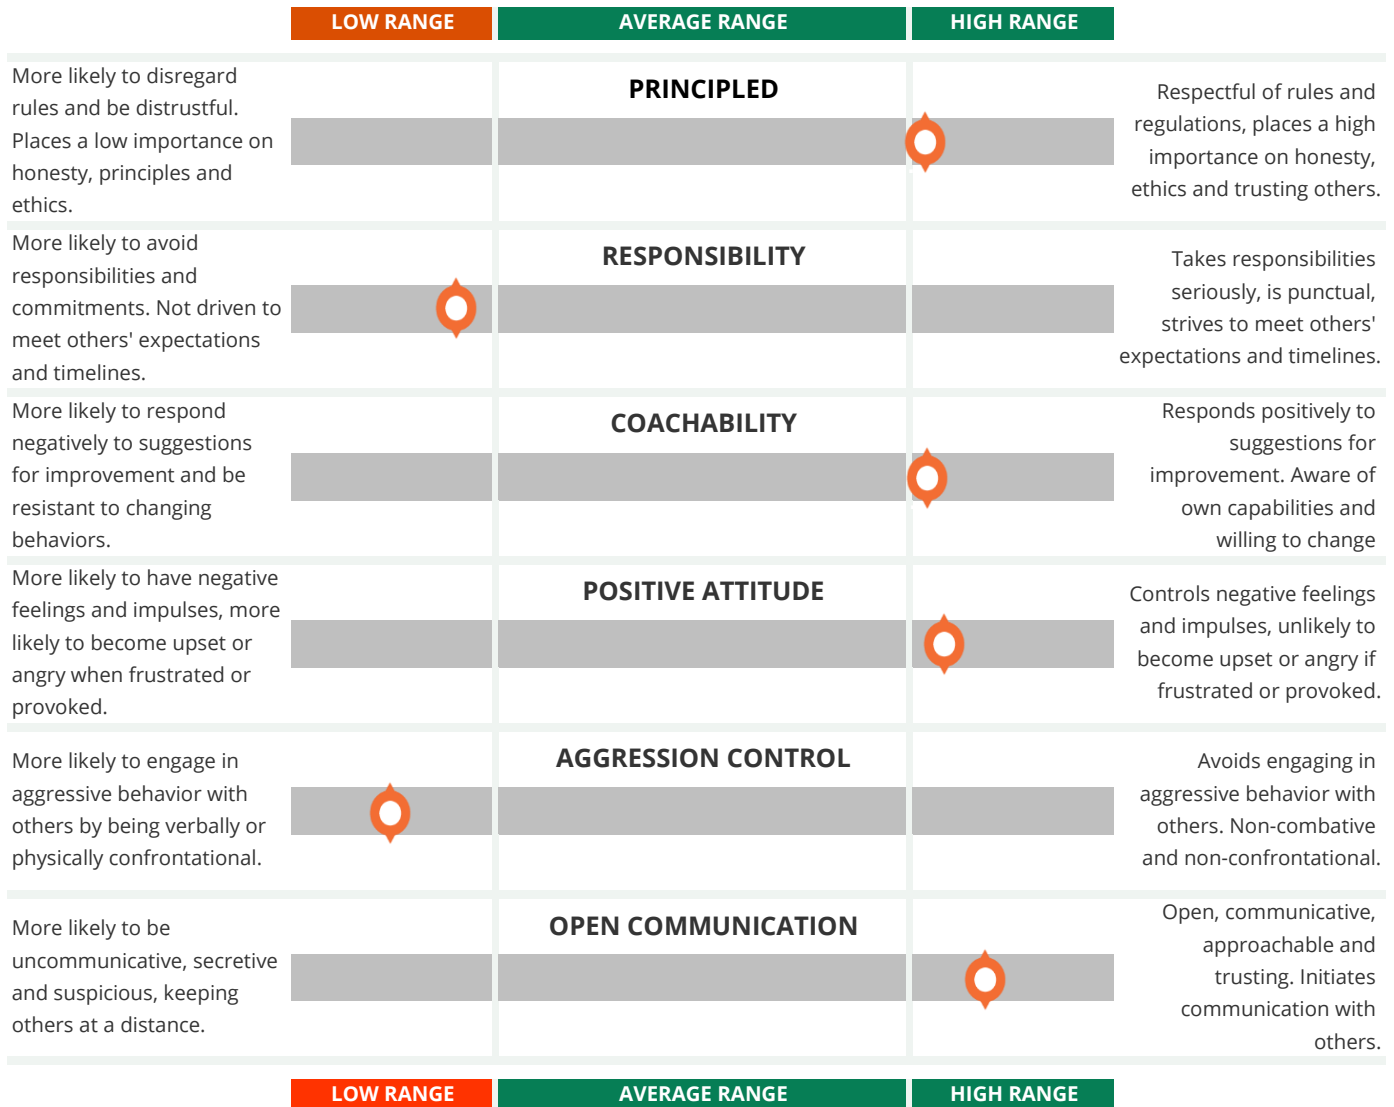 LOW RANGE
AVERAGE RANGE
HIGH RANGE
PRINCIPLED
More likely to disregard
rules and be distrustful.
Places a low importance on
honesty, principles and
ethics.
Respectful of rules and
regulations, places a high
importance on honesty,
ethics and trusting others.
RESPONSIBILITY
More likely to avoid
responsibilities and
commitments. Not driven to
meet others' expectations
and timelines.
Takes responsibilities
seriously, is punctual,
strives to meet others'
expectations and timelines.
COACHABILITY
More likely to respond
negatively to suggestions
for improvement and be
resistant to changing
behaviors.
Responds positively to
suggestions for
improvement. Aware of
own capabilities and
willing to change
POSITIVE ATTITUDE
More likely to have negative
feelings and impulses, more
likely to become upset or
angry when frustrated or
provoked.
Controls negative feelings
and impulses, unlikely to
become upset or angry if
frustrated or provoked.
AGGRESSION CONTROL
More likely to engage in
aggressive behavior with
others by being verbally or
physically confrontational.
Avoids engaging in
aggressive behavior with
others. Non-combative
and non-confrontational.
OPEN COMMUNICATION
More likely to be
uncommunicative, secretive
and suspicious, keeping
others at a distance.
Open, communicative,
approachable and
trusting. Initiates
communication with
others.
LOW RANGE
AVERAGE RANGE
HIGH RANGE